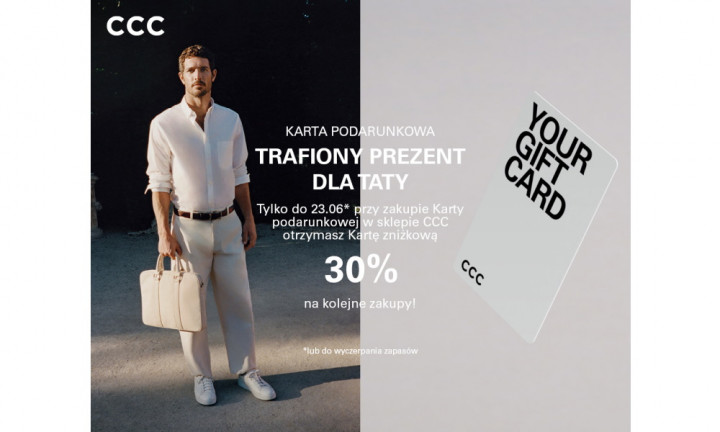 CCC
KARTA PODARUNKOWA
TRAFIONY PREZENT
DLA TATY
Tylko do 23.06* przy zakupie Karty
podarunkowej w sklepie CCC
otrzymasz Kartę zniżkową
30%
na kolejne zakupy!
*lub do wyczerpania zapasów
YOUR
GIFT
CARD
CCC